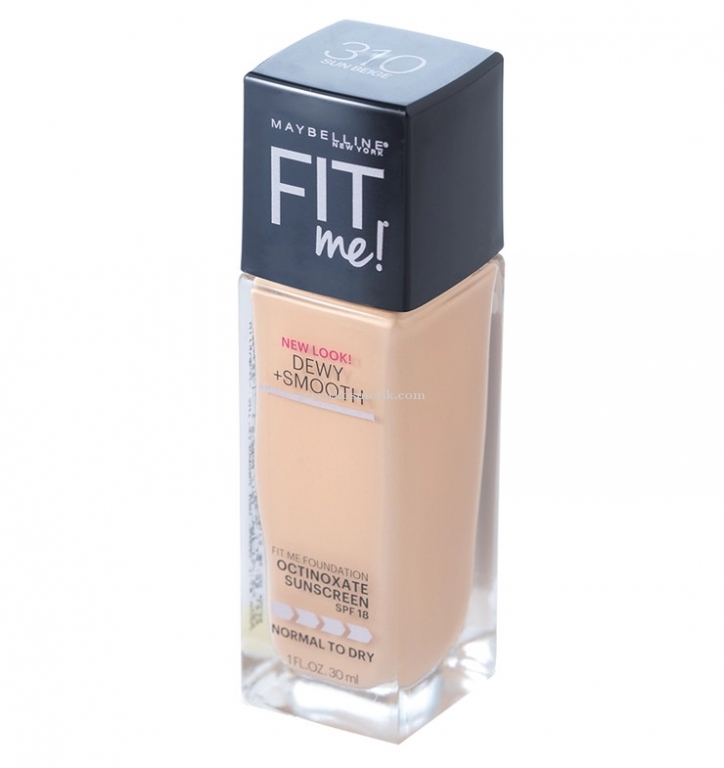 310
SUN BEIGE
MAYBELLINE®
NEW YORK
FIT
me!®
NEW LOOK!
DEWY
+SMOOTH
FIT ME FOUNDATION
OCTINOXATE
SUNSCREEN
SPF 18
NORMAL TO DRY
1 FL.OZ. 30 ml